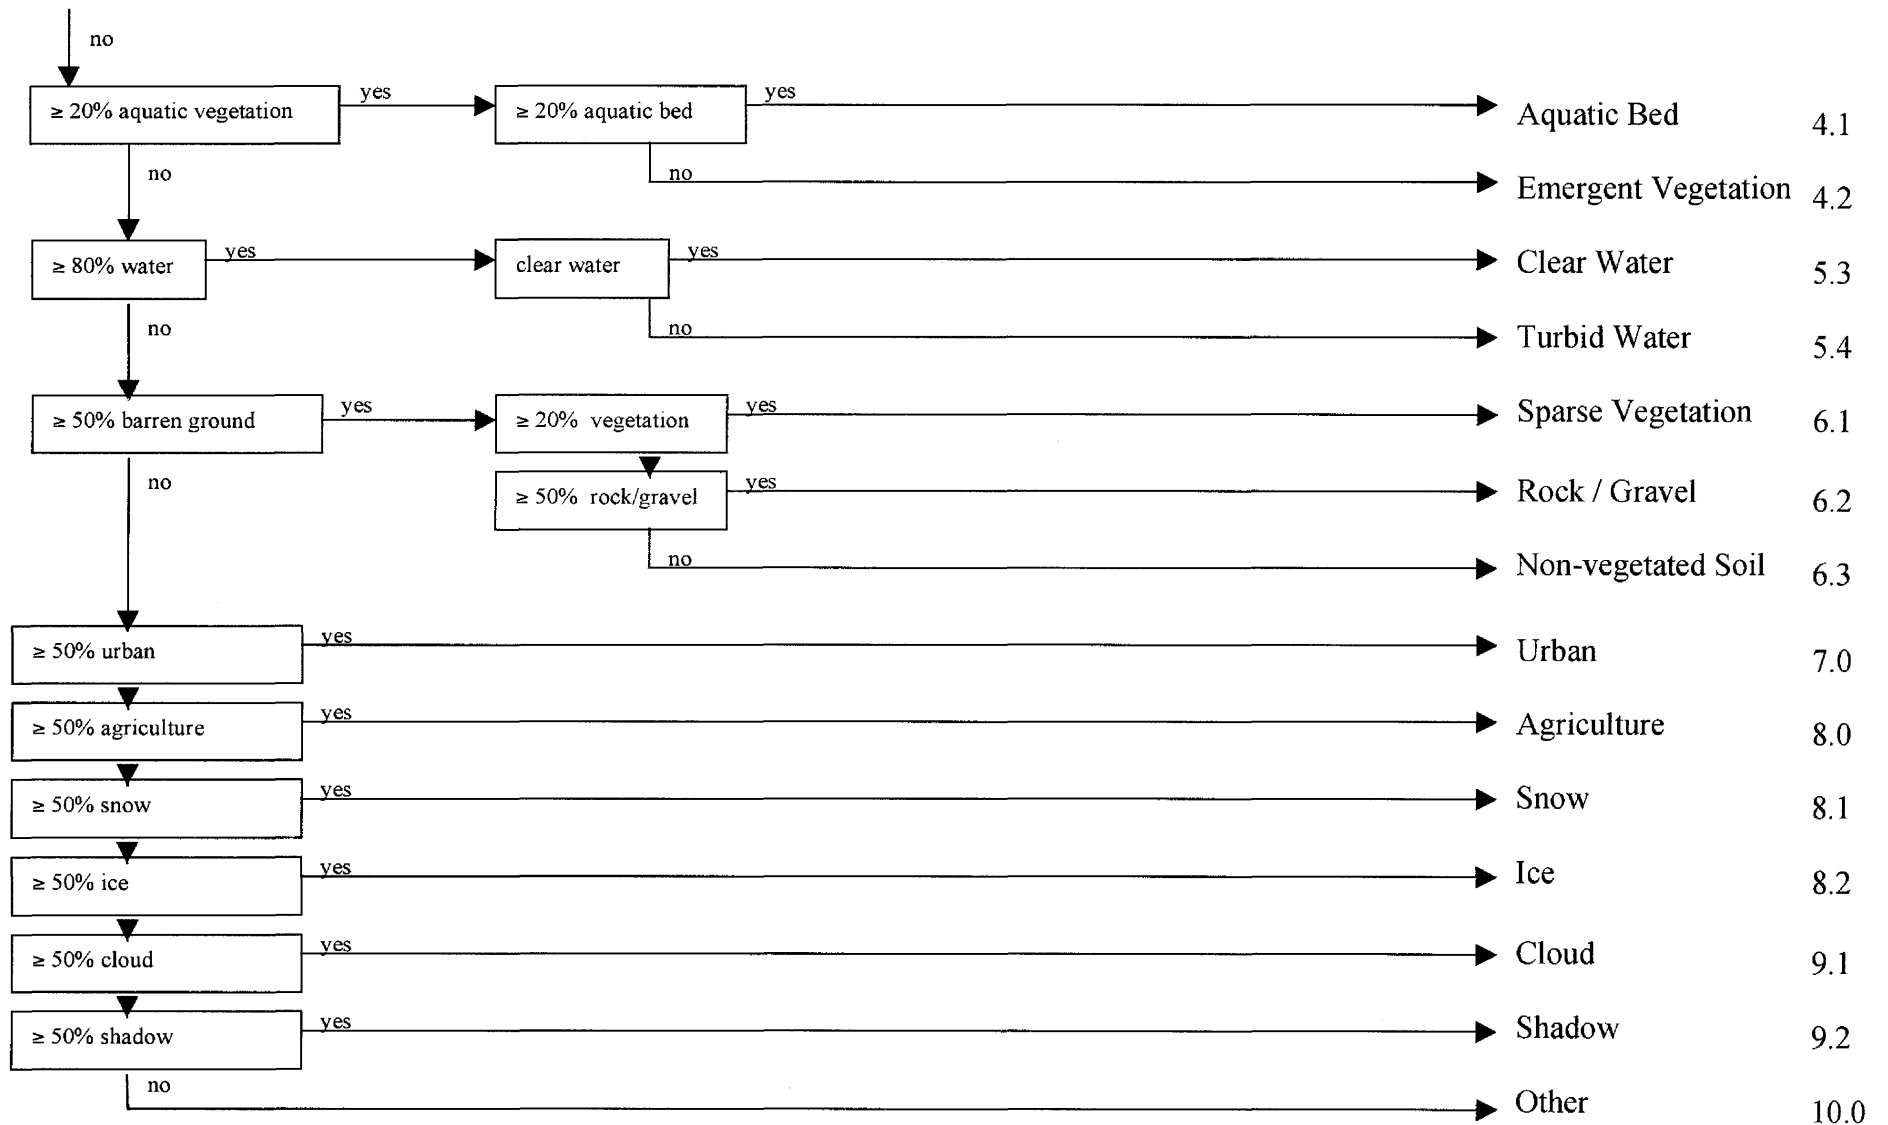 no
≥ 20% aquatic vegetation yes ≥ 20% aquatic bed yes Aquatic Bed 4.1
no no Emergent Vegetation 4.2
≥ 80% water yes clear water yes Clear Water 5.3
no no Turbid Water 5.4
≥ 50% barren ground yes ≥ 20% vegetation yes Sparse Vegetation 6.1
no ≥ 50% rock/gravel yes Rock / Gravel 6.2
no Non-vegetated Soil 6.3
≥ 50% urban yes Urban 7.0
≥ 50% agriculture yes Agriculture 8.0
≥ 50% snow yes Snow 8.1
≥ 50% ice yes Ice 8.2
≥ 50% cloud yes Cloud 9.1
≥ 50% shadow yes Shadow 9.2
no Other 10.0